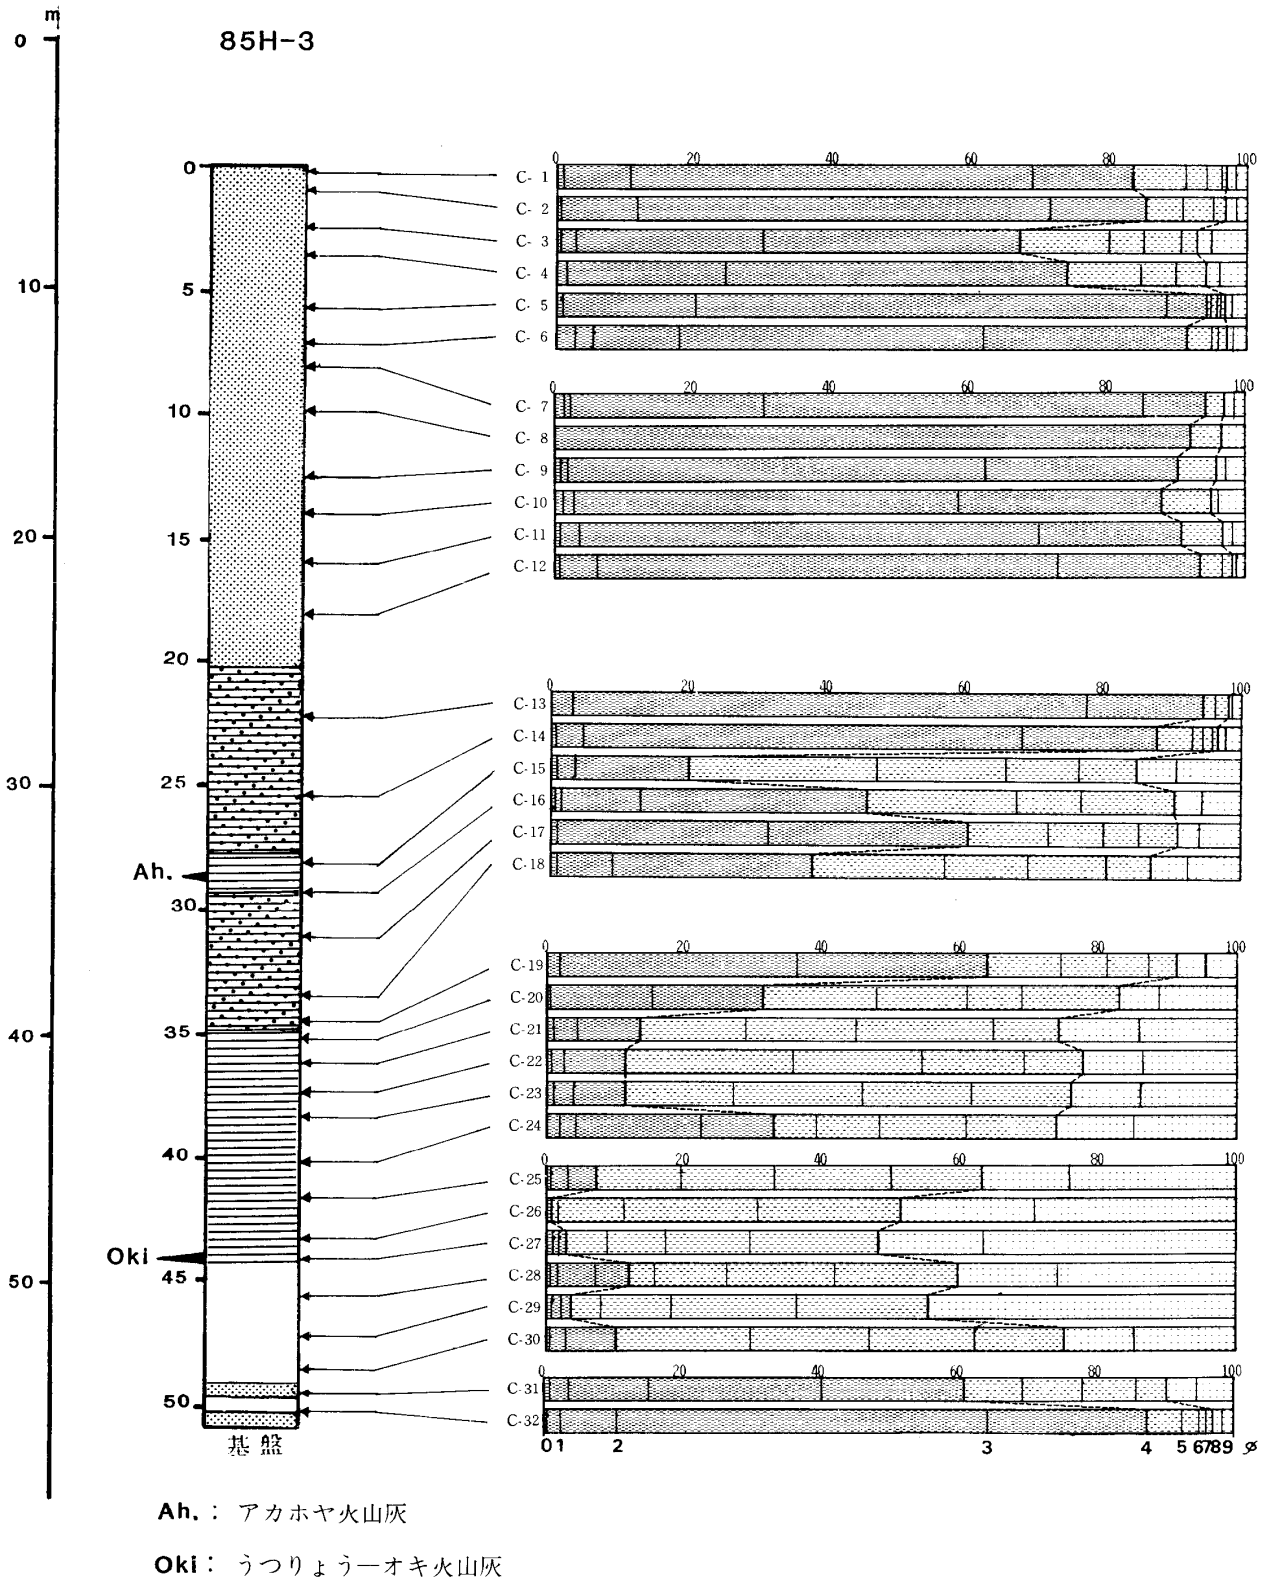 m
0
85H-3
0 20 40 60 80 100
0
C- 1
C- 2
C- 3
C- 4
10
5
C- 5
C- 6
0 20 40 60 80 100
C- 7
10
C- 8
C- 9
C-10
20
15
C-11
C-12
20
0 20 40 60 80 100
C-13
C-14
30
25
C-15
C-16
C-17
Ah.
C-18
30
0 20 40 60 80 100
C-19
C-20
40
35
C-21
C-22
C-23
C-24
40
0 20 40 60 80 100
C-25
C-26
Oki
C-27
50
45
C-28
C-29
C-30
0 20 40 60 80 100
C-31
50
C-32
基盤
0 1 2 3 4 5 6 7 8 9 ø
Ah. : アカホヤ火山灰
Oki : うつりょうーオキ火山灰